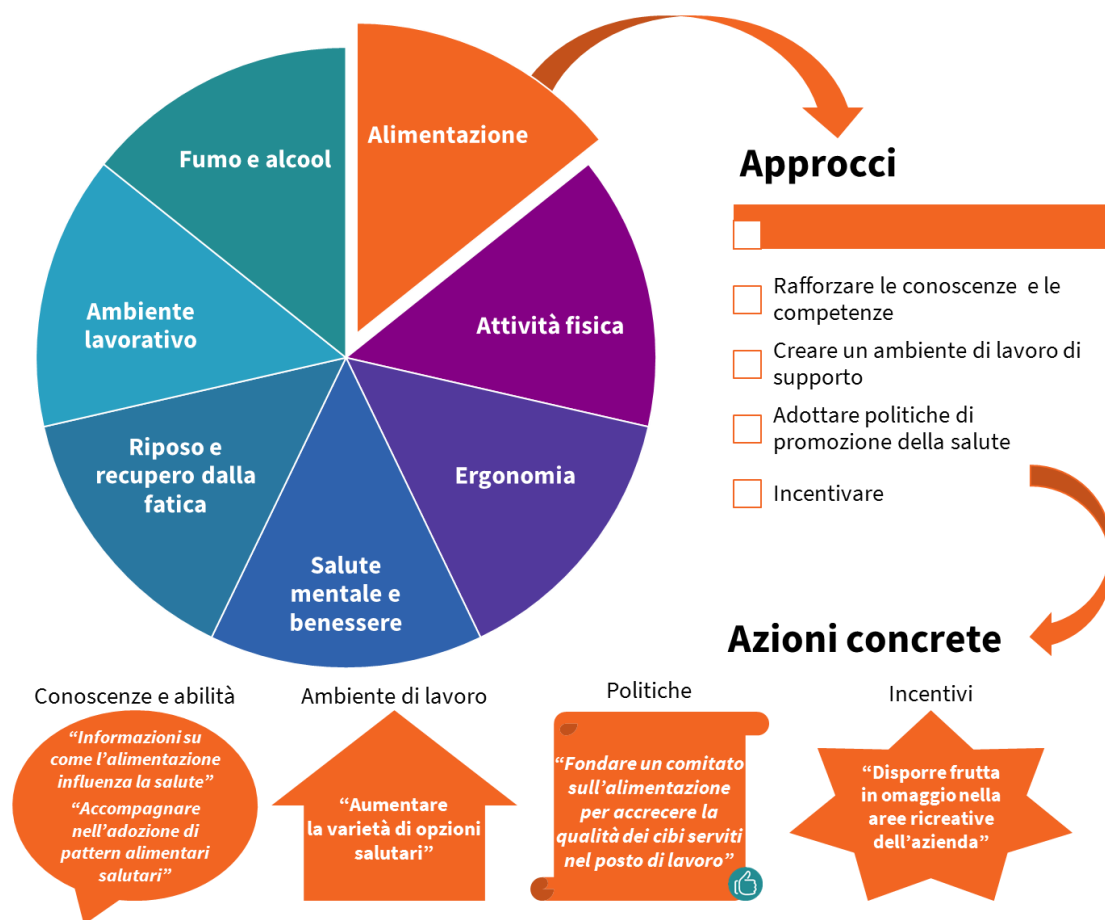 Alimentazione
Fumo e alcool
Attività fisica
Ambiente
lavorativo
Ergonomia
Riposo e
recupero dalla
fatica
Salute
mentale e
benessere
Approcci
Rafforzare le conoscenze e le
competenze
Creare un ambiente di lavoro di
supporto
Adottare politiche di
promozione della salute
Incentivare
Azioni concrete
Conoscenze e abilità
“Informazioni su
come l’alimentazione
influenza la salute”
“Accompagnare
nell’adozione di
pattern alimentari
salutari”
Ambiente di lavoro
“Aumentare
la varietà di opzioni
salutari”
Politiche
“Fondare un comitato
sull’alimentazione
per accrecere la
qualità dei cibi serviti
nel posto di lavoro”
Incentivi
“Disporre frutta
in omaggio nella
aree ricreative
dell’azienda”